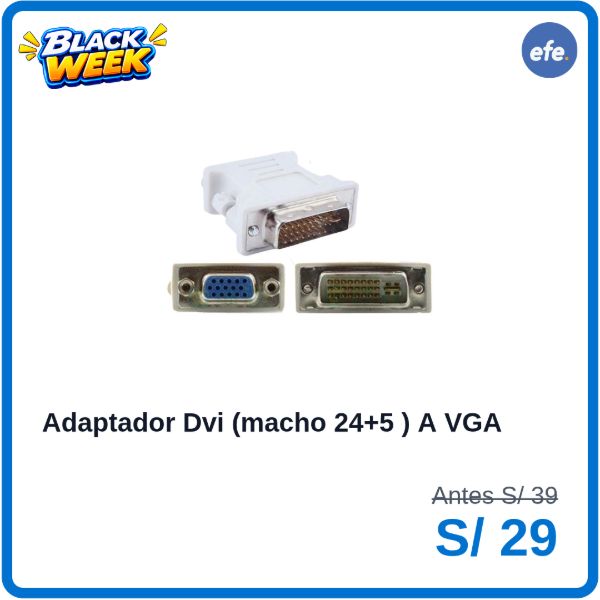 BLACK
WEEK
efe.
Adaptador Dvi (macho 24+5 ) A VGA
Antes S/ 39
S/ 29